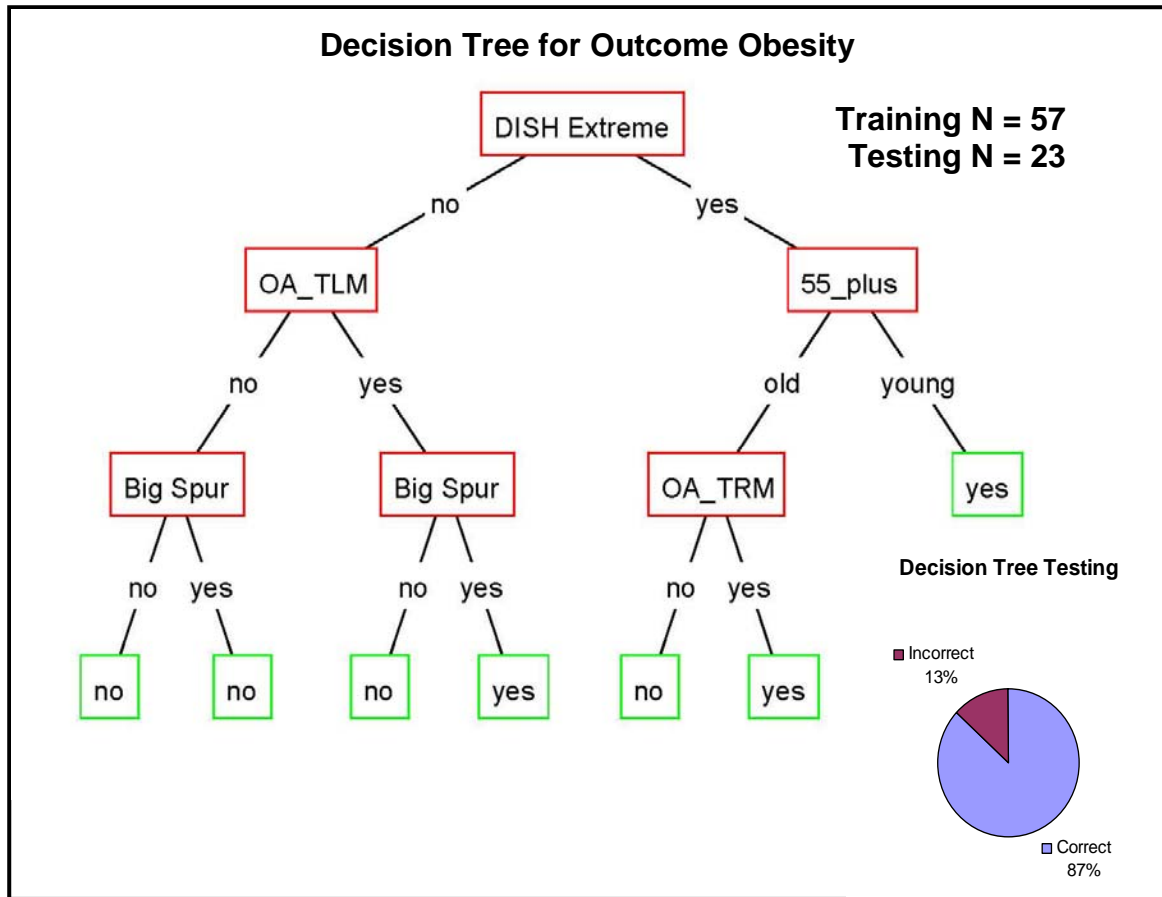 Decision Tree for Outcome Obesity
DISH Extreme
Training N = 57
Testing N = 23
no
yes
OA_TLM
55_plus
no
yes
old
young
Big Spur
Big Spur
OA_TRM
yes
no
yes
no
yes
no
yes
no
no
no
yes
no
yes
Decision Tree Testing
Incorrect
13%
Correct
87%